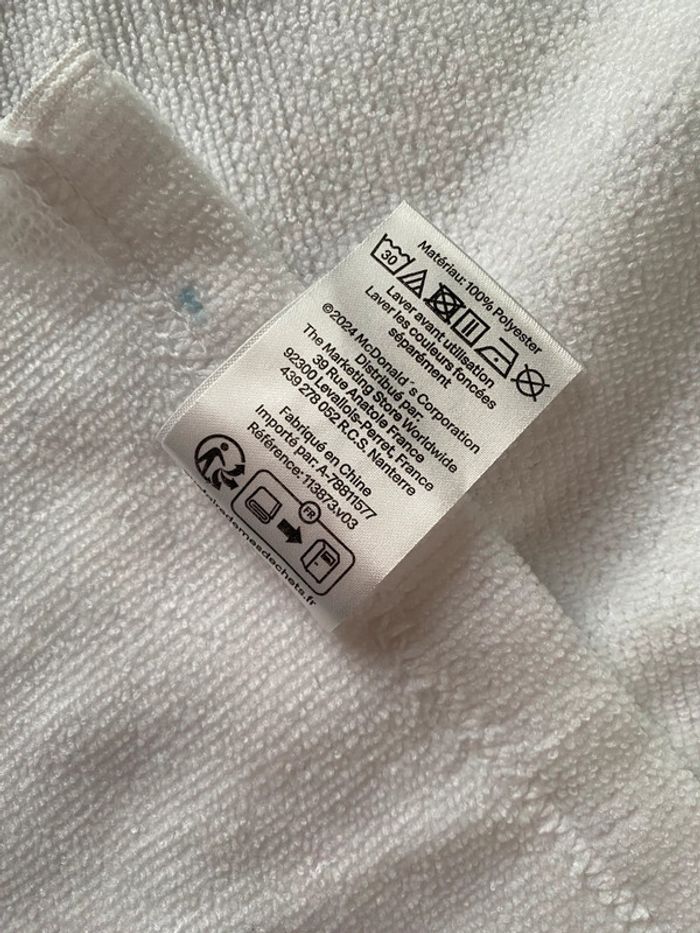 Matériau: 100% Polyester
30
Laver avant utilisation
Laver les couleurs foncées
séparément
©2024 McDonald´s Corporation
Distribué par:
The Marketing Store Worldwide
39 Rue Anatole France
92300 Levallois-Perret, France
439 278 052 R.C.S. Nanterre
Fabriqué en Chine
Importé par: A-78811577
Référence: 113873.v03
FR